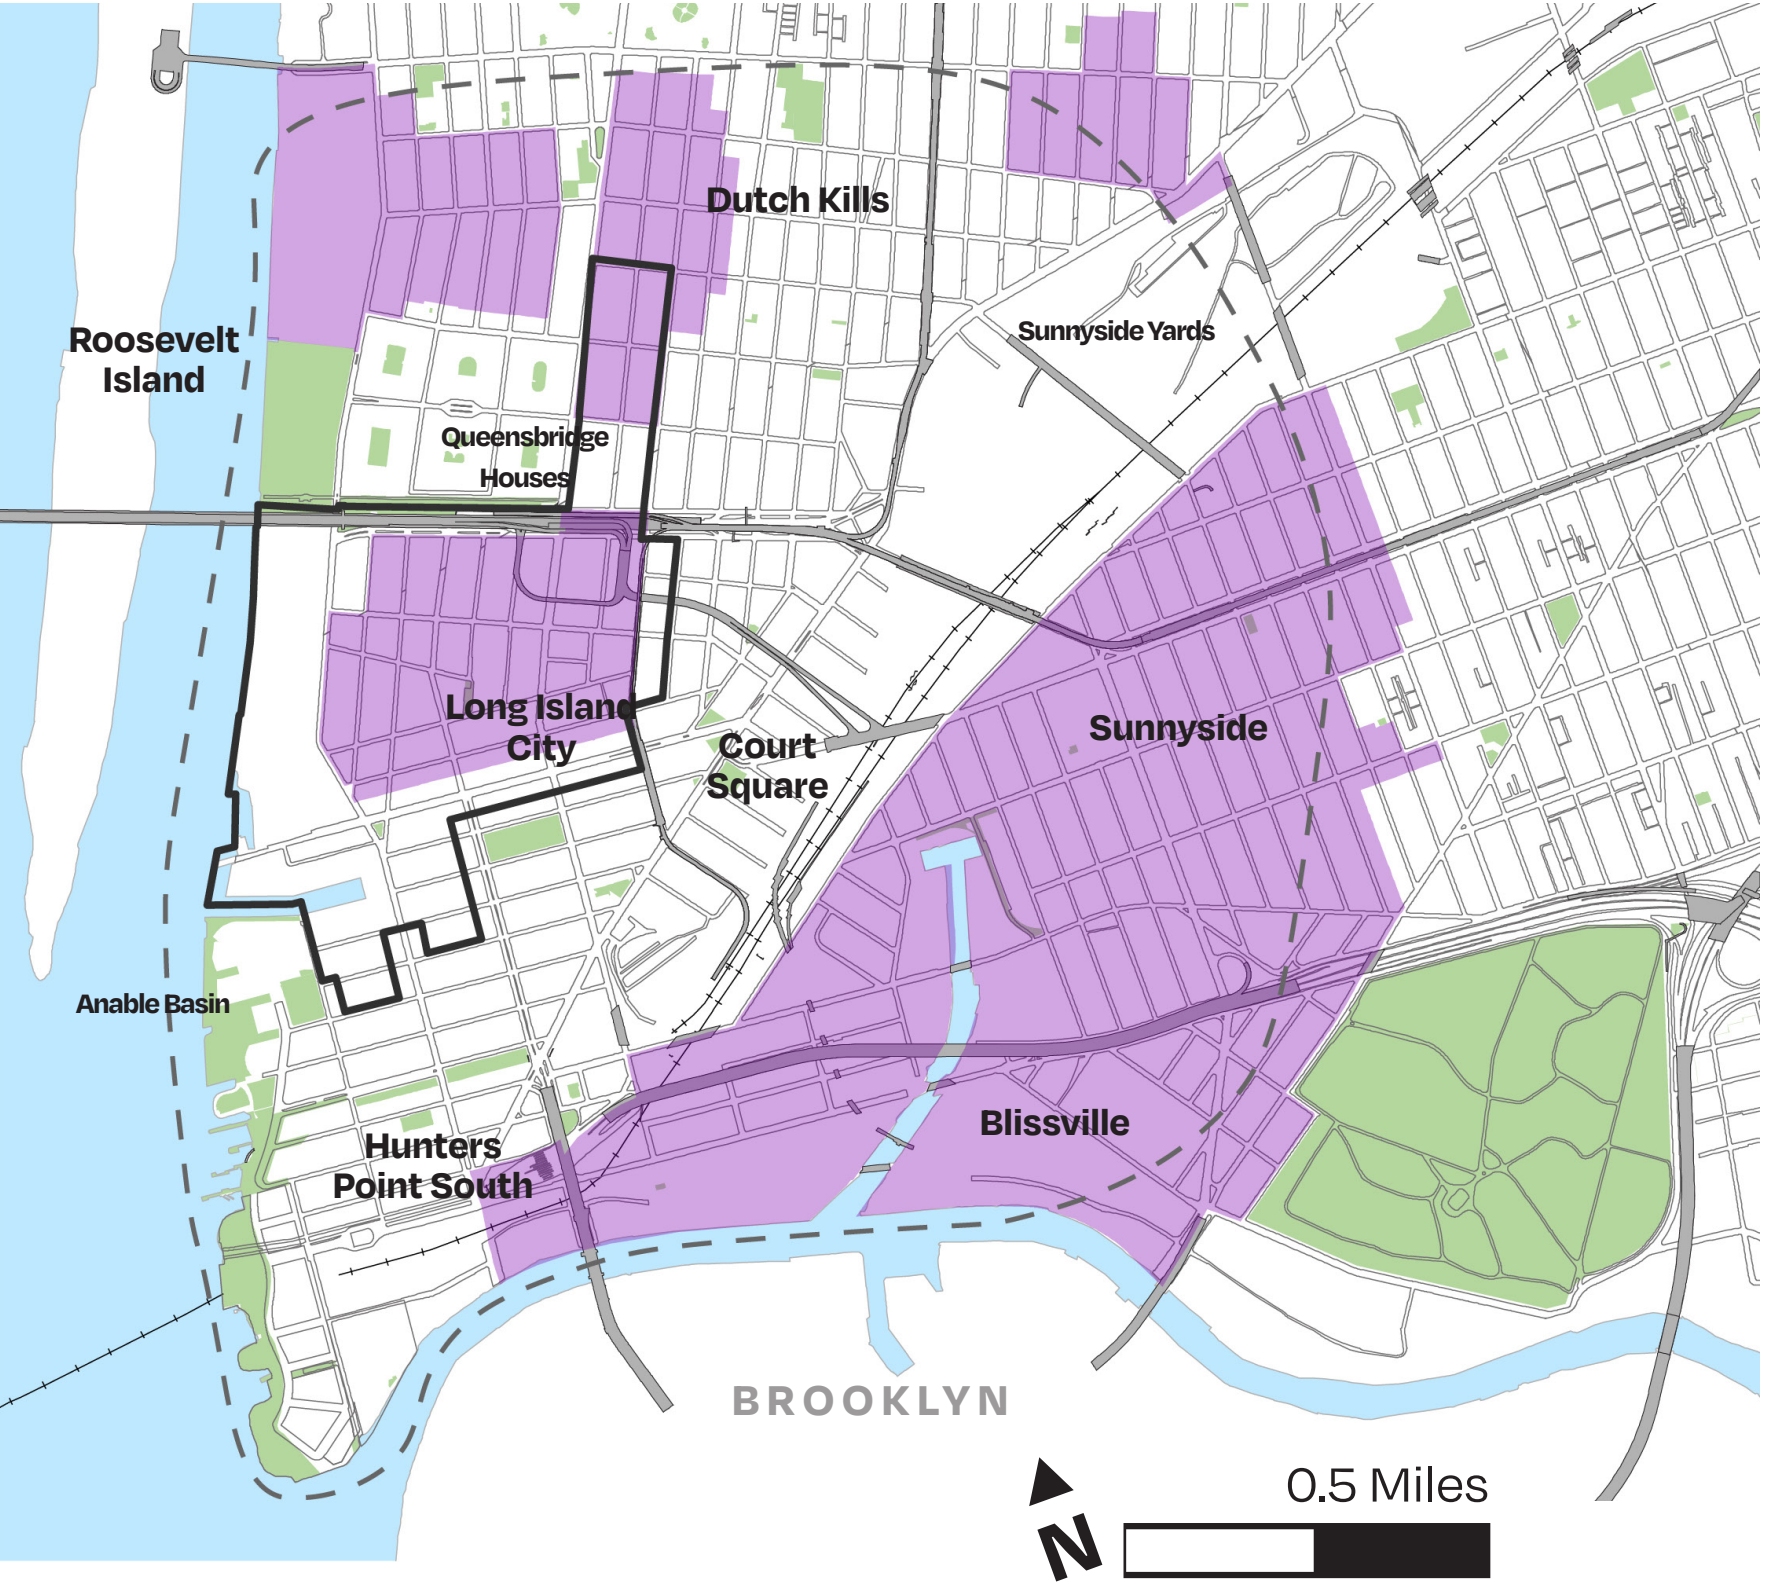 Dutch Kills
Sunnyside Yards
Roosevelt
Island
Queensbridge
Houses
Long Island
City
Court
Square
Sunnyside
Anable Basin
Blissville
Hunters
Point South
BROOKLYN
0.5 Miles
N